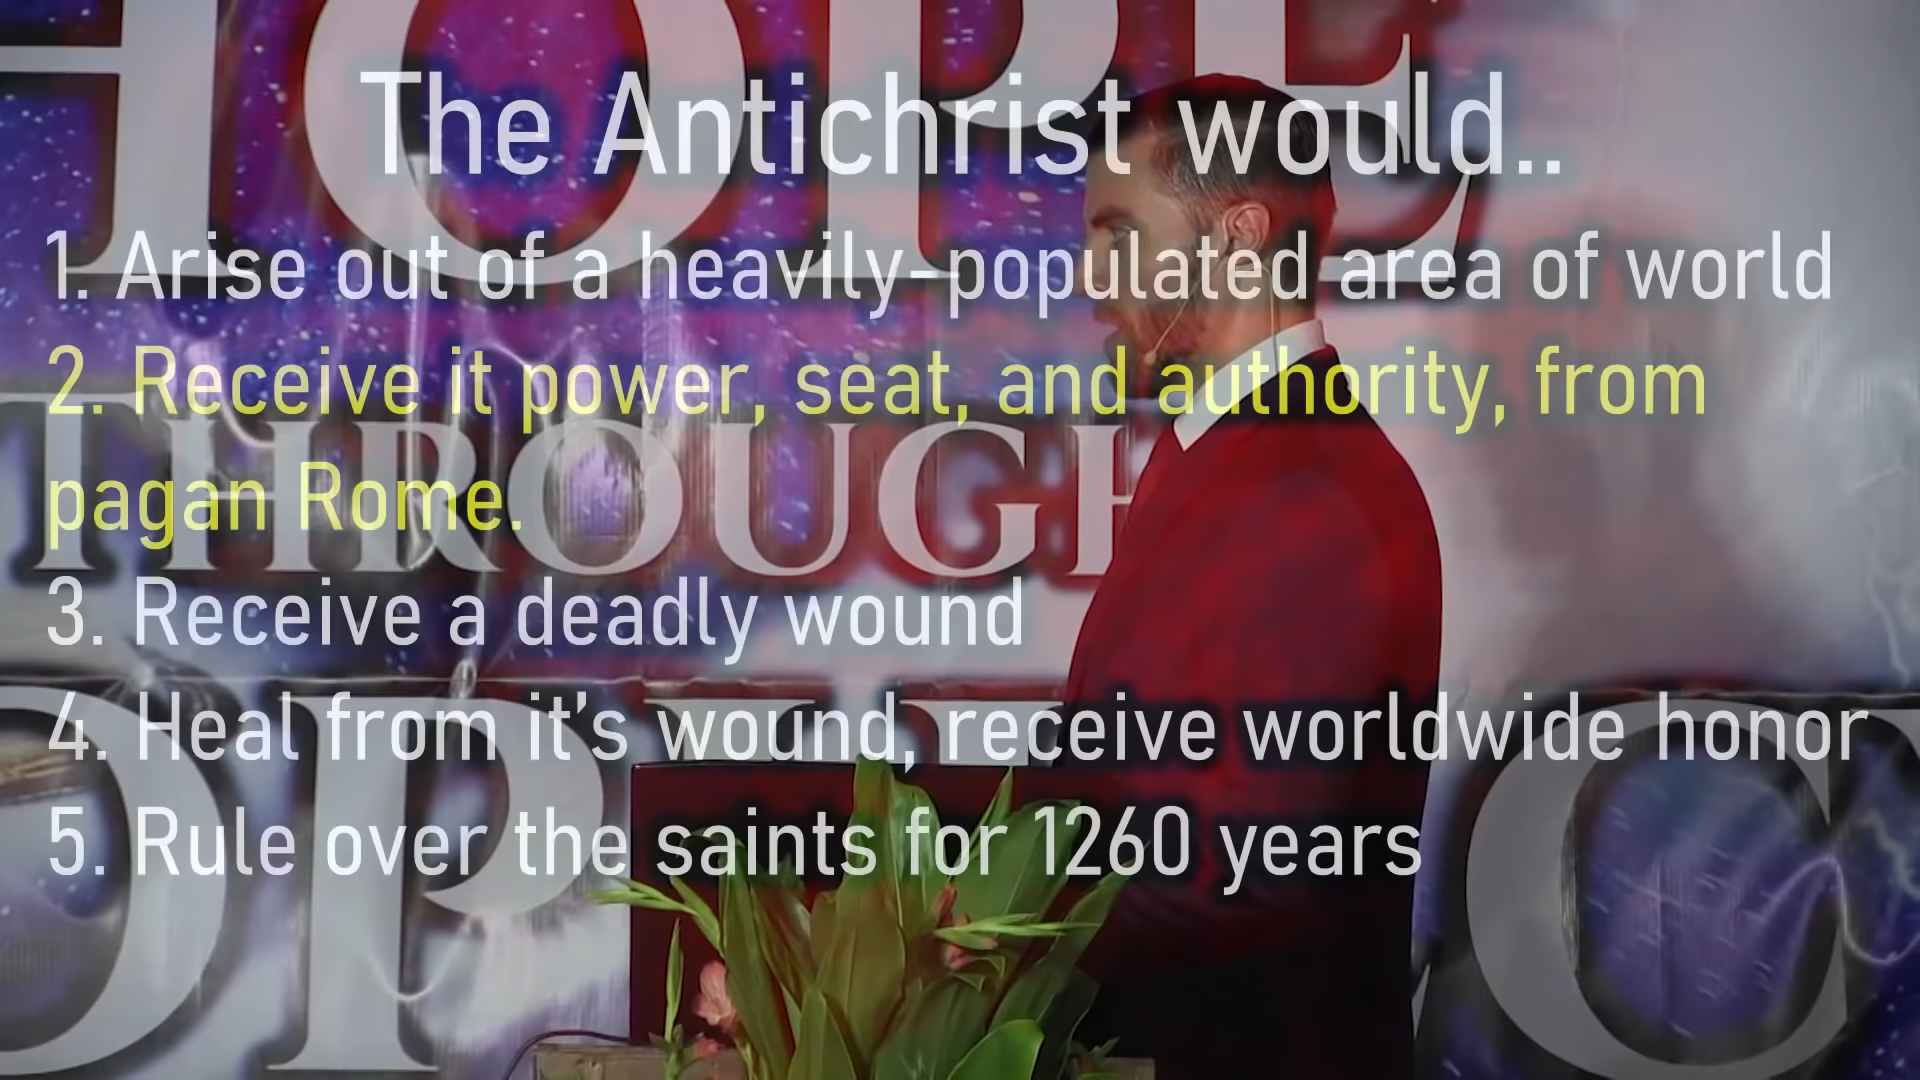 HOPE
The Antichrist would..
1. Arise out of a heavily-populated area of world
2. Receive it power, seat, and authority, from
pagan Rome.
THROUGH
3. Receive a deadly wound
4. Heal from it's wound, receive worldwide honor
5. Rule over the saints for 1260 years